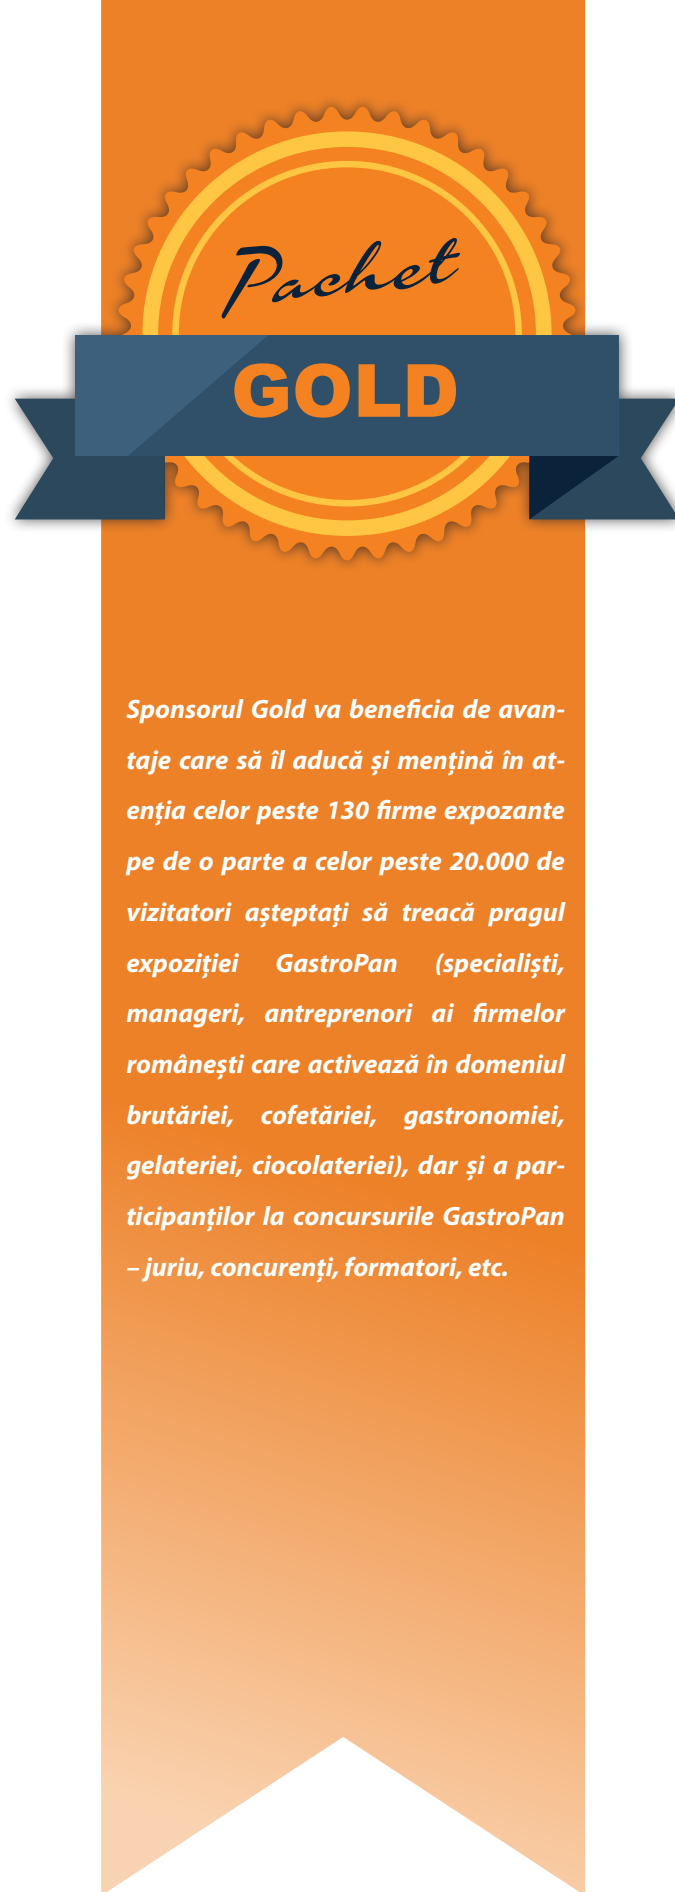 Pachet
GOLD
Sponsorul Gold va beneficia de avan-
taje care să îl aducă și mențină în at-
enția celor peste 130 firme expozante
pe de o parte a celor peste 20.000 de
vizitatori așteptați să treacă pragul
expoziției GastroPan (specialiști,
manageri, antreprenori ai firmelor
românești care activează în domeniul
brutăriei, cofetăriei, gastronomiei,
gelateriei, ciocolateriei), dar și a par-
ticipanților la concursurile GastroPan
– juriu, concurenți, formatori, etc.